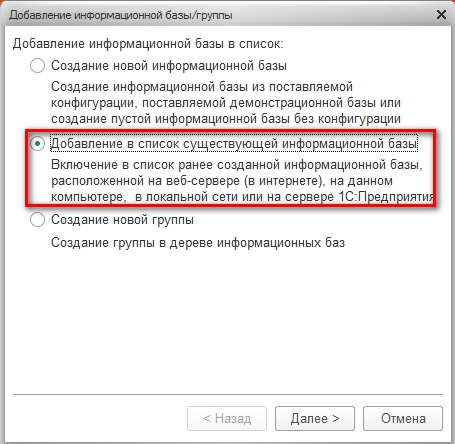 Добавление информационной базы/группы
Добавление информационной базы в список:
Создание новой информационной базы
Создание информационной базы из поставляемой
конфигурации, поставляемой демонстрационной базы или
создание пустой информационной базы без конфигурации
Добавление в список существующей информационной базы
Включение в список ранее созданной информационной базы,
расположенной на веб-сервере (в интернете), на данном
компьютере, в локальной сети или на сервере 1С:Предприятия
Создание новой группы
Создание группы в дереве информационных баз
< Назад Далее > Отмена